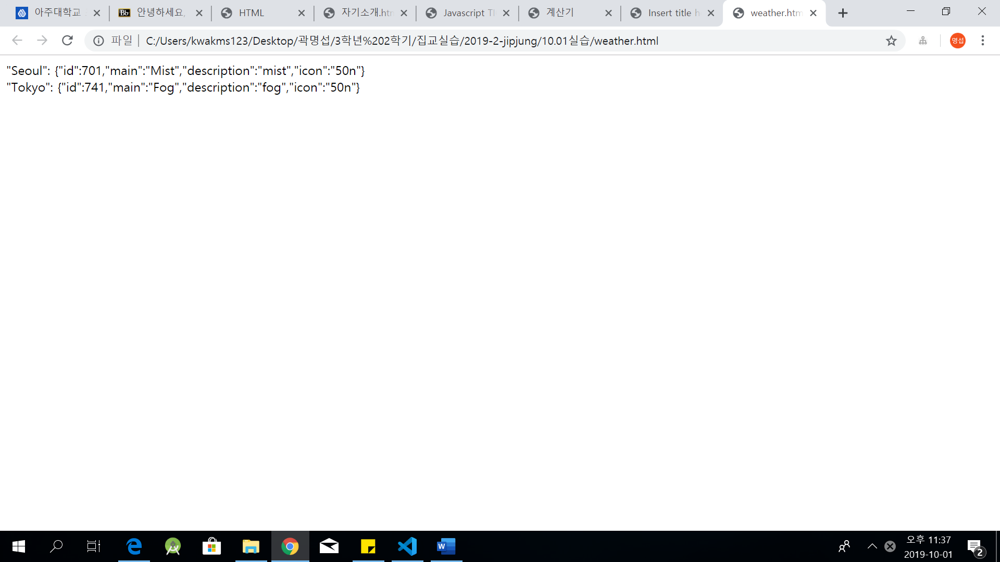 아주대학교
안녕하세요,
HTML
자기소개.htm
Javascript TI
계산기
Insert title h
weather.htm
파일 C:/Users/kwakms123/Desktop/곽명섭/3학년%202학기/집교실습/2019-2-jipjung/10.01실습/weather.html
명섭
"Seoul": {"id":701,"main":"Mist","description":"mist","icon":"50n"}
"Tokyo": {"id":741,"main":"Fog","description":"fog","icon":"50n"}
오후 11:37
2019-10-01
2